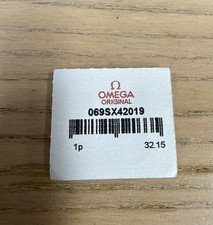 Ω
OMEGA
ORIGINAL
069SX42019
1p 32.15